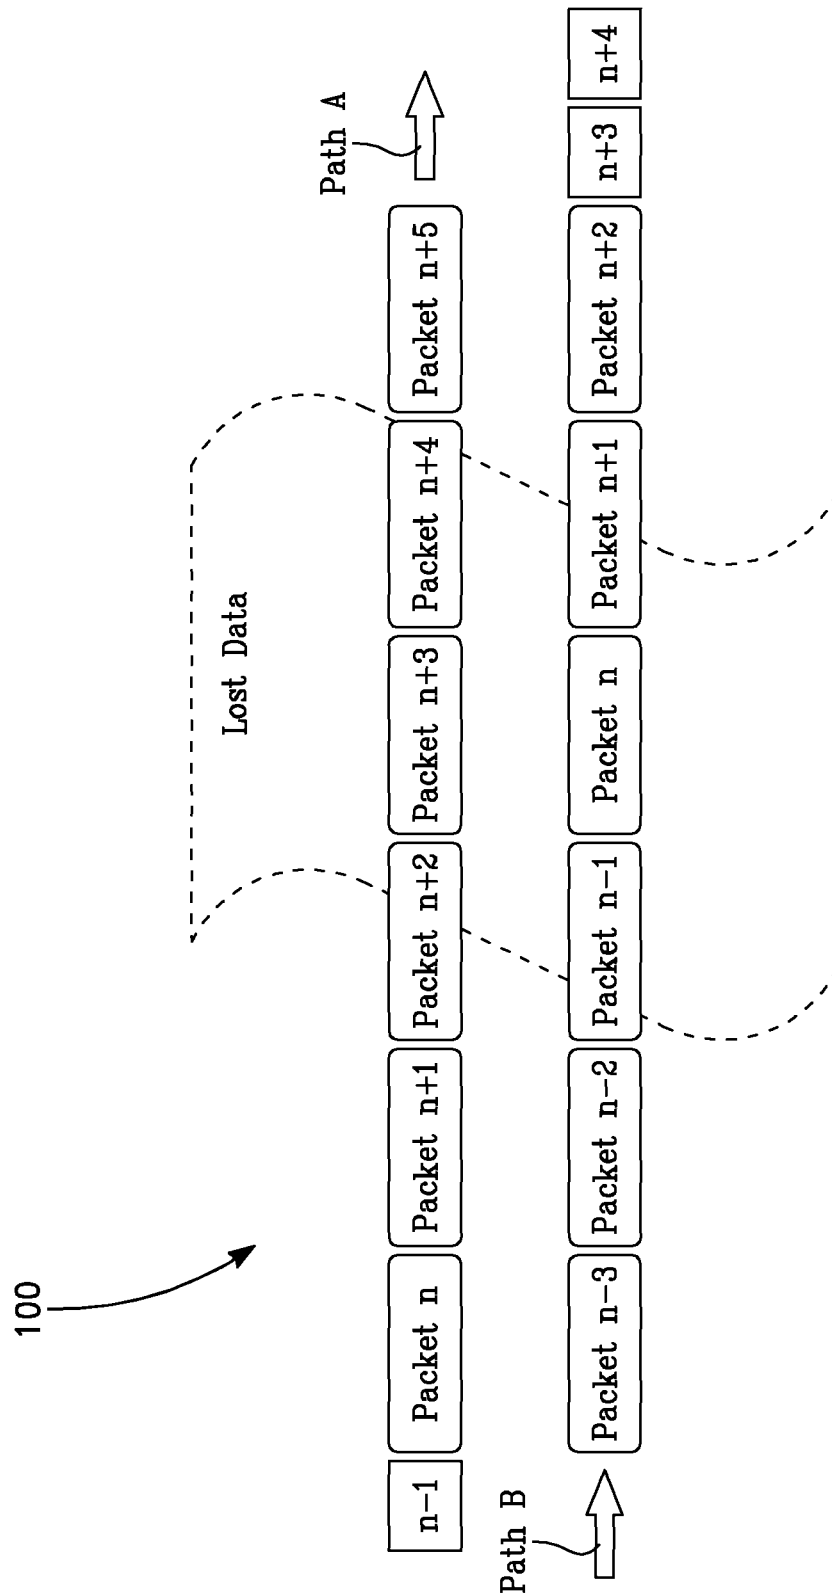 100
Lost Data
Path A
n-1
Packet n
Packet n+1
Packet n+2
Packet n+3
Packet n+4
Packet n+5
Path B
Packet n-3
Packet n-2
Packet n-1
Packet n
Packet n+1
Packet n+2
n+3
n+4